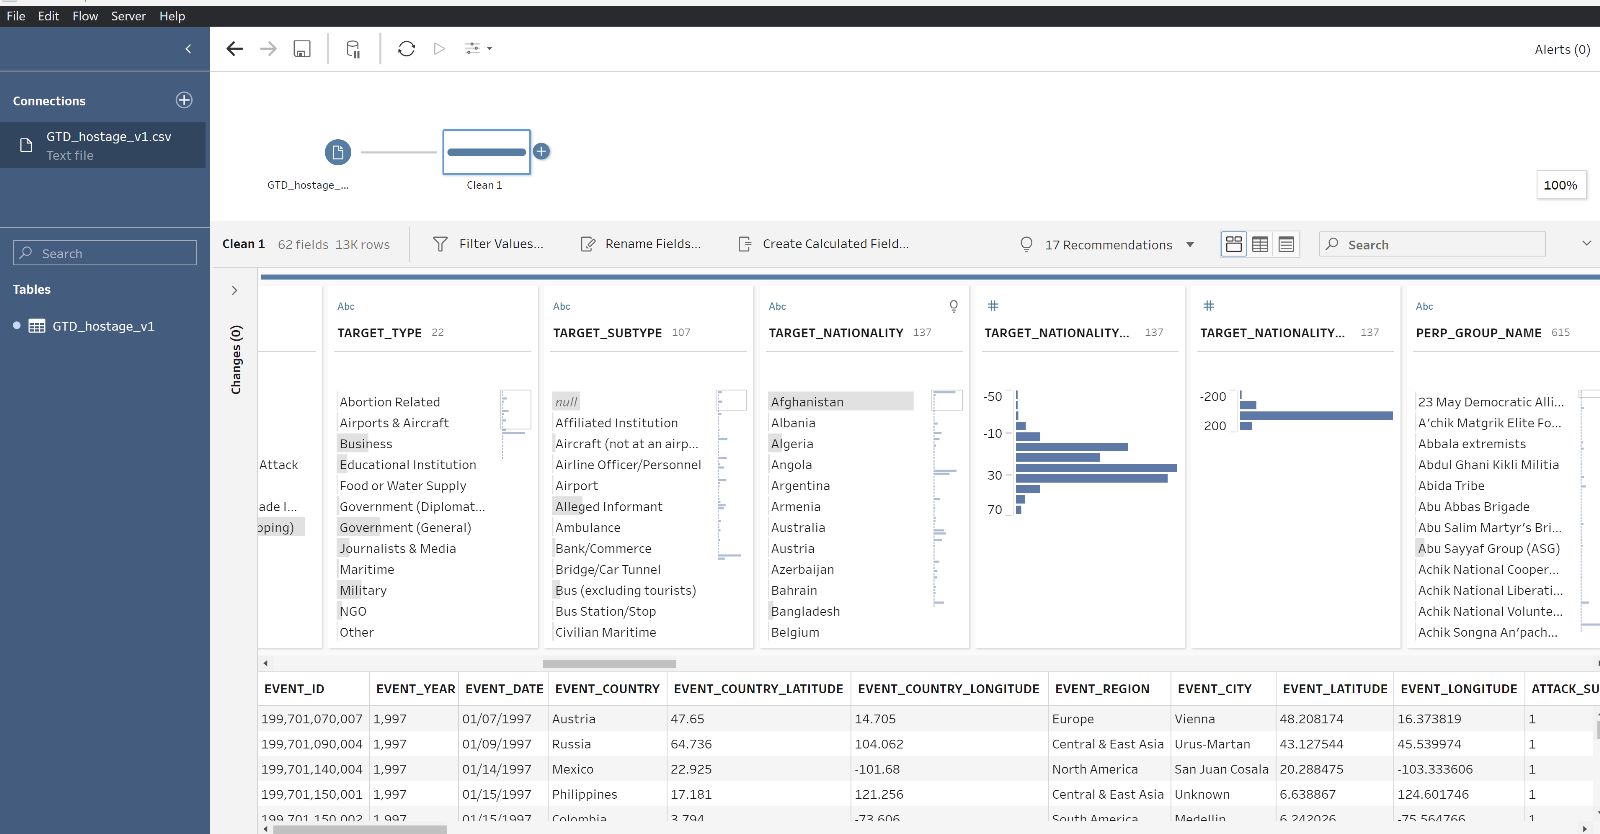 File Edit Flow Server Help
Alerts (0)
Connections
GTD_hostage_v1.csv
Text file
GTD_hostage_...
Clean 1
100%
Clean 1 62 fields 13K rows Filter Values... Rename Fields... Create Calculated Field... 17 Recommendations Search
Search
Tables
GTD_hostage_v1
Changes (0)
Attack
ade I...
oping)
Abc
TARGET_TYPE 22
Abortion Related
Airports & Aircraft
Business
Educational Institution
Food or Water Supply
Government (Diplomat...
Government (General)
Journalists & Media
Maritime
Military
NGO
Other
Abc
TARGET_SUBTYPE 107
null
Affiliated Institution
Aircraft (not at an airp...
Airline Officer/Personnel
Airport
Alleged Informant
Ambulance
Bank/Commerce
Bridge/Car Tunnel
Bus (excluding tourists)
Bus Station/Stop
Civilian Maritime
Abc
TARGET_NATIONALITY 137
Afghanistan
Albania
Algeria
Angola
Argentina
Armenia
Australia
Austria
Azerbaijan
Bahrain
Bangladesh
Belgium
#
TARGET_NATIONALITY... 137
-50
-10
30
70
#
TARGET_NATIONALITY... 137
-200
200
Abc
PERP_GROUP_NAME 615
23 May Democratic Alli...
A'chik Matgrik Elite Fo...
Abbala extremists
Abdul Ghani Kikli Militia
Abida Tribe
Abu Abbas Brigade
Abu Salim Martyr's Bri...
Abu Sayyaf Group (ASG)
Achik National Cooper...
Achik National Liberati...
Achik National Volunte...
Achik Songna An'pach...
EVENT_ID EVENT_YEAR EVENT_DATE EVENT_COUNTRY EVENT_COUNTRY_LATITUDE EVENT_COUNTRY_LONGITUDE EVENT_REGION EVENT_CITY EVENT_LATITUDE EVENT_LONGITUDE ATTACK_SU
199,701,070,007 1,997 01/07/1997 Austria 47.65 14.705 Europe Vienna 48.208174 16.373819 1
199,701,090,004 1,997 01/09/1997 Russia 64.736 104.062 Central & East Asia Urus-Martan 43.127544 45.539974 1
199,701,140,004 1,997 01/14/1997 Mexico 22.925 -101.68 North America San Juan Cosala 20.288475 -103.333606 1
199,701,150,001 1,997 01/15/1997 Philippines 17.181 121.256 Central & East Asia Unknown 6.638867 124.601746 1
199,701,150,002 1,997 01/15/1997 Colombia 3.794 -73.606 South America Medellin 6.242026 -75.564766 1